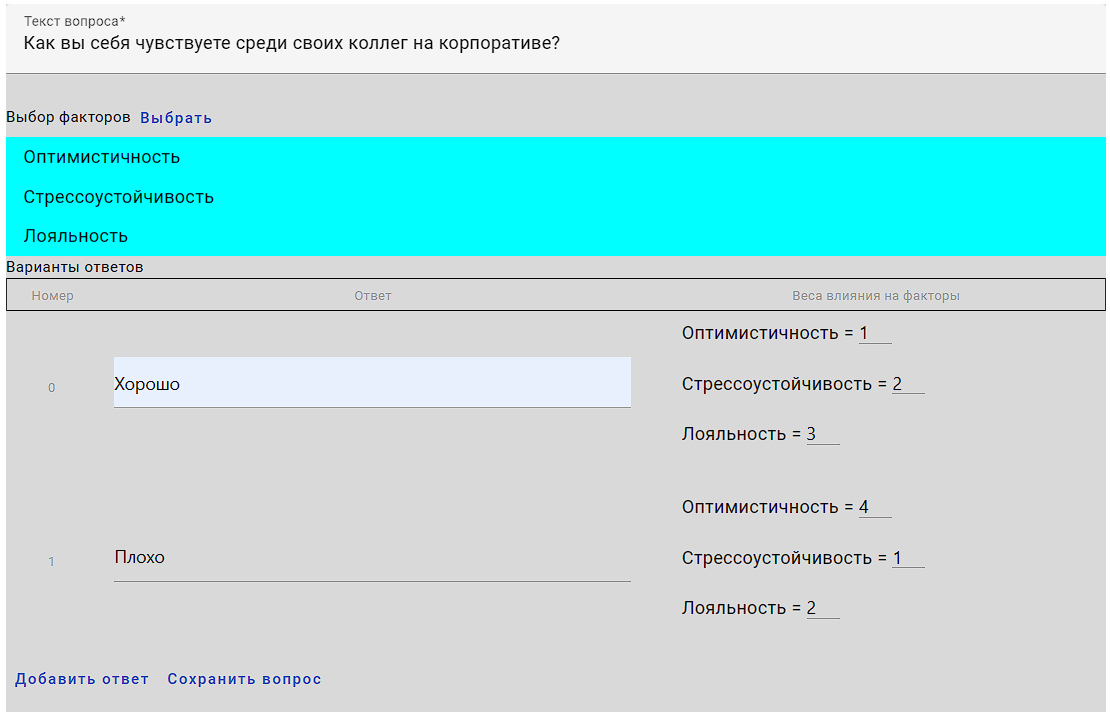 Текст вопроса*
Как вы себя чувствуете среди своих коллег на корпоративе?
Выбор факторов Выбрать
Оптимистичность
Стрессоустойчивость
Лояльность
Варианты ответов
Номер Ответ Веса влияния на факторы
Оптимистичность = 1
0 Хорошо Стрессоустойчивость = 2
Лояльность = 3
Оптимистичность = 4
1 Плохо Стрессоустойчивость = 1
Лояльность = 2
Добавить ответ Сохранить вопрос